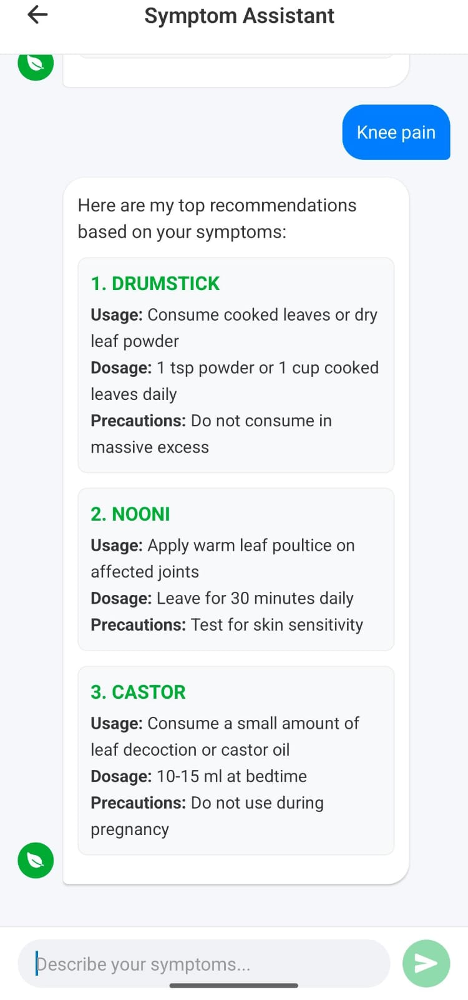 Symptom Assistant
Knee pain
Here are my top recommendations
based on your symptoms:
1. DRUMSTICK
Usage: Consume cooked leaves or dry
leaf powder
Dosage: 1 tsp powder or 1 cup cooked
leaves daily
Precautions: Do not consume in
massive excess
2. NOONI
Usage: Apply warm leaf poultice on
affected joints
Dosage: Leave for 30 minutes daily
Precautions: Test for skin sensitivity
3. CASTOR
Usage: Consume a small amount of
leaf decoction or castor oil
Dosage: 10-15 ml at bedtime
Precautions: Do not use during
pregnancy
Describe your symptoms...